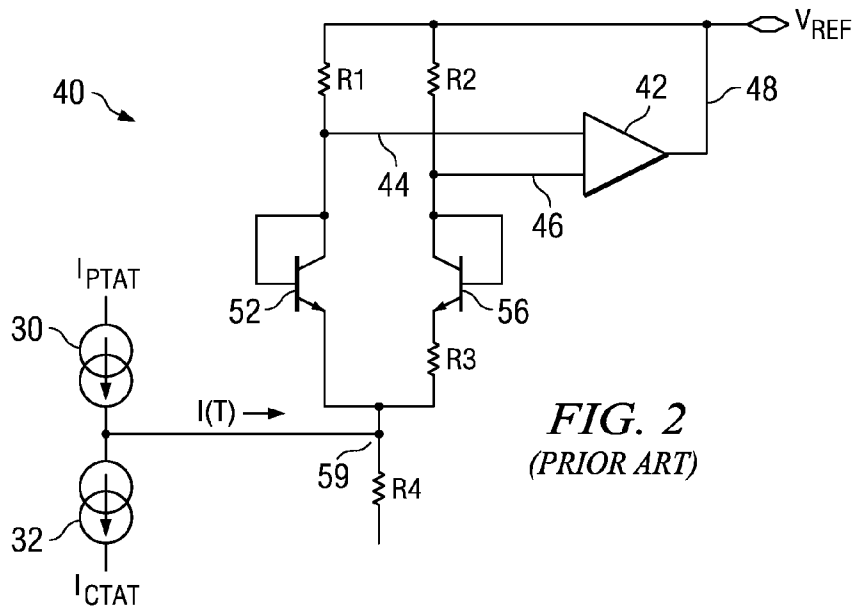 V_REF
R1
R2
42
48
40
44
46
I_PTAT
52
56
30
R3
I(T) →
FIG. 2
(PRIOR ART)
59
R4
32
I_CTAT